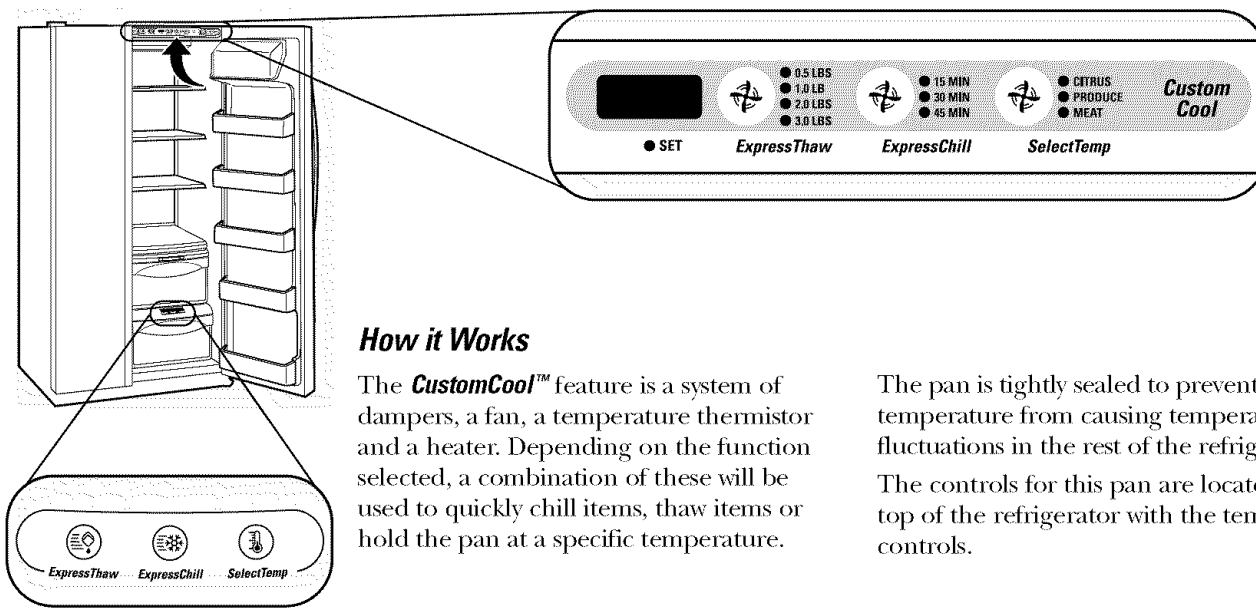 0.5 LBS
1.0 LB
2.0 LBS
3.0 LBS
15 MIN
30 MIN
45 MIN
CITRUS
PRODUCE
MEAT
Custom
Cool
SET
ExpressThaw
ExpressChill
SelectTemp
ExpressThaw
ExpressChill
SelectTemp
How it Works
The CustomCool™ feature is a system of
dampers, a fan, a temperature thermistor
and a heater. Depending on the function
selected, a combination of these will be
used to quickly chill items, thaw items or
hold the pan at a specific temperature.
The pan is tightly sealed to prevent
temperature from causing tempera
fluctuations in the rest of the refrig
The controls for this pan are locate
top of the refrigerator with the tem
controls.